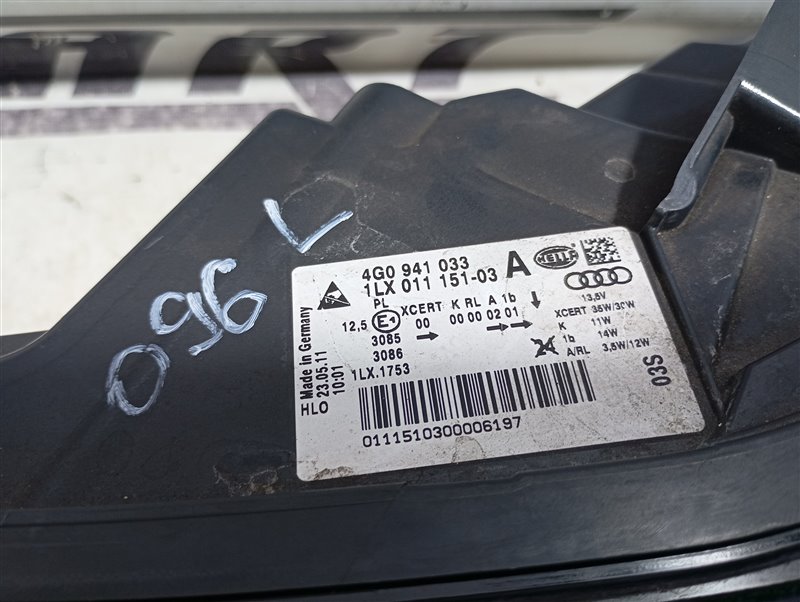 096 L
4G0 941 033 A
1LX 011 151-03
HELLA
PL
12,5 E1 XCERT K RL A 1b ↓
00 00 00 02 01
3085 → → →
3086
1LX.1753
Made in Germany
23.05.11
HLO 10:01
13,5V
XCERT 35W/30W
K 11W
1b 14W
A/RL 3,5W/12W
24
03S
0111510300006197